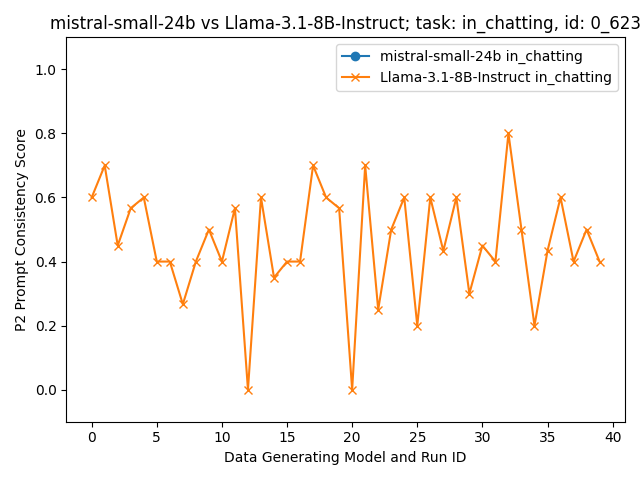 mistral-small-24b vs Llama-3.1-8B-Instruct; task: in_chatting, id: 0_623
mistral-small-24b in_chatting
Llama-3.1-8B-Instruct in_chatting
P2 Prompt Consistency Score
1.0
0.8
0.6
0.4
0.2
0.0
0 5 10 15 20 25 30 35 40
Data Generating Model and Run ID